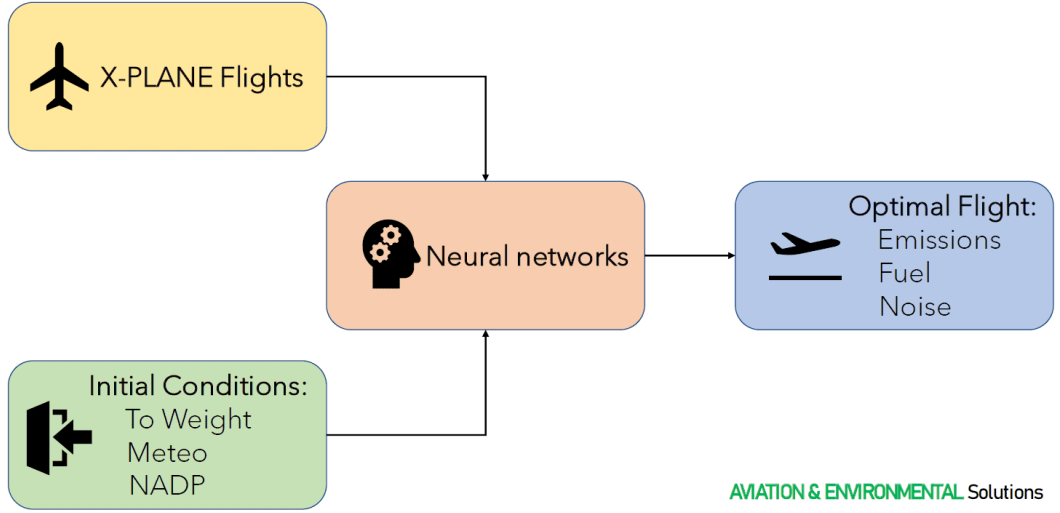 X-PLANE Flights
Neural networks
Optimal Flight:
Emissions
Fuel
Noise
Initial Conditions:
To Weight
Meteo
NADP
AVIATION & ENVIRONMENTAL Solutions